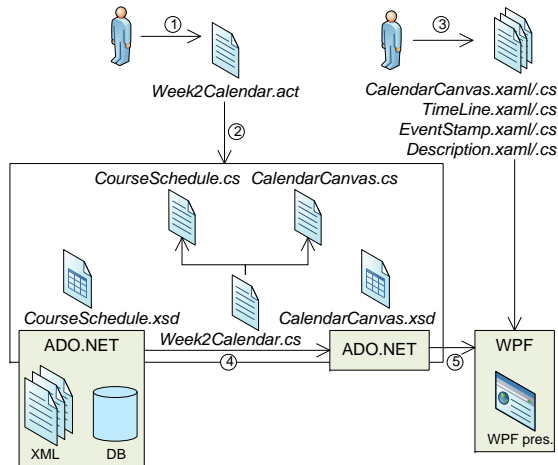 ①
③
Week2Calendar.act
CalendarCanvas.xaml/.cs
TimeLine.xaml/.cs
EventStamp.xaml/.cs
Description.xaml/.cs
②
CourseSchedule.cs
CalendarCanvas.cs
CourseSchedule.xsd
Week2Calendar.cs
CalendarCanvas.xsd
ADO.NET
④
ADO.NET
⑤
WPF
XML
DB
WPF pres.